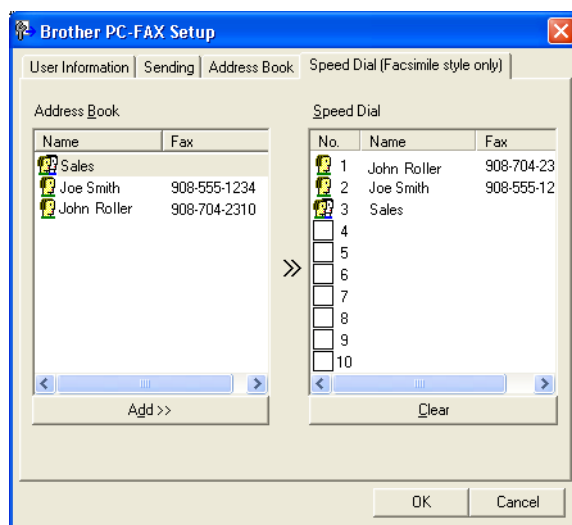 Brother PC-FAX Setup
User Information Sending Address Book Speed Dial (Facsimile style only)
Address Book
Name Fax
Sales
Joe Smith 908-555-1234
John Roller 908-704-2310
Add >>
>>
Speed Dial
No. Name Fax
1 John Roller 908-704-23
2 Joe Smith 908-555-12
3 Sales
4
5
6
7
8
9
10
Clear
OK Cancel